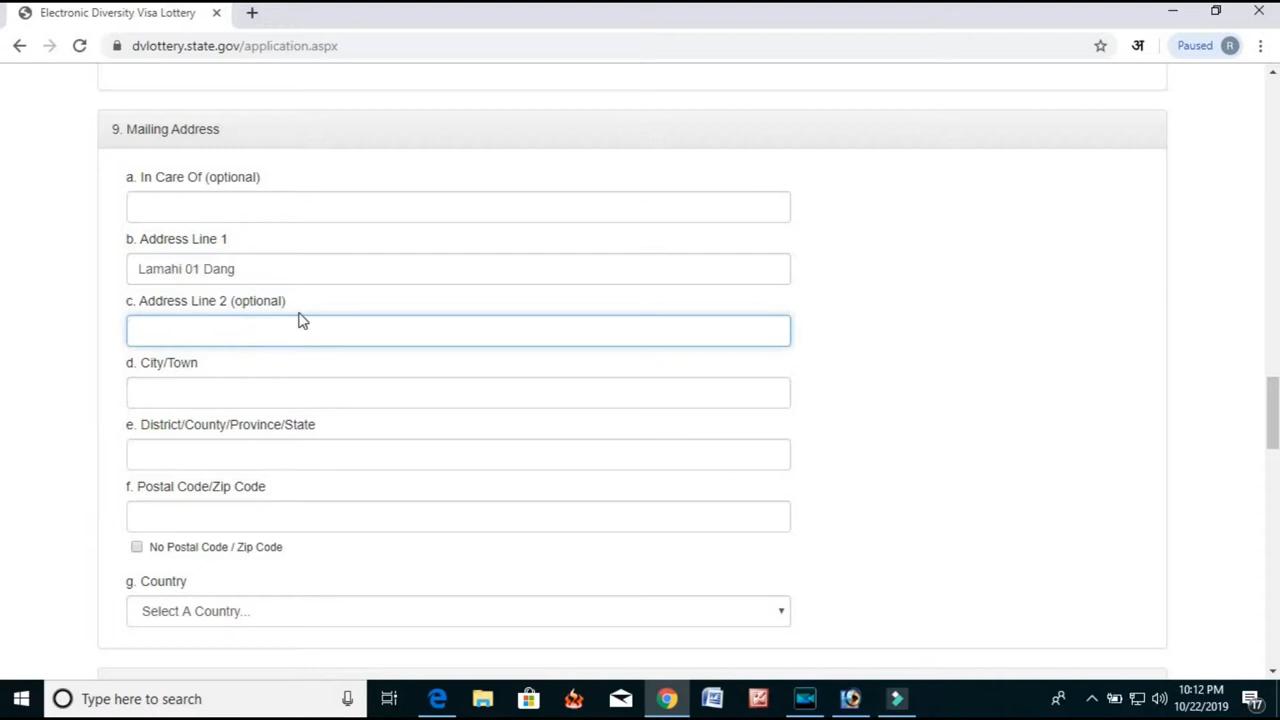 Electronic Diversity Visa Lottery
dvlottery.state.gov/application.aspx
अ
Paused
R
9. Mailing Address
a. In Care Of (optional)
b. Address Line 1
Lamahi 01 Dang
c. Address Line 2 (optional)
d. City/Town
e. District/County/Province/State
f. Postal Code/Zip Code
No Postal Code / Zip Code
g. Country
Select A Country...
Type here to search
10:12 PM
10/22/2019
17